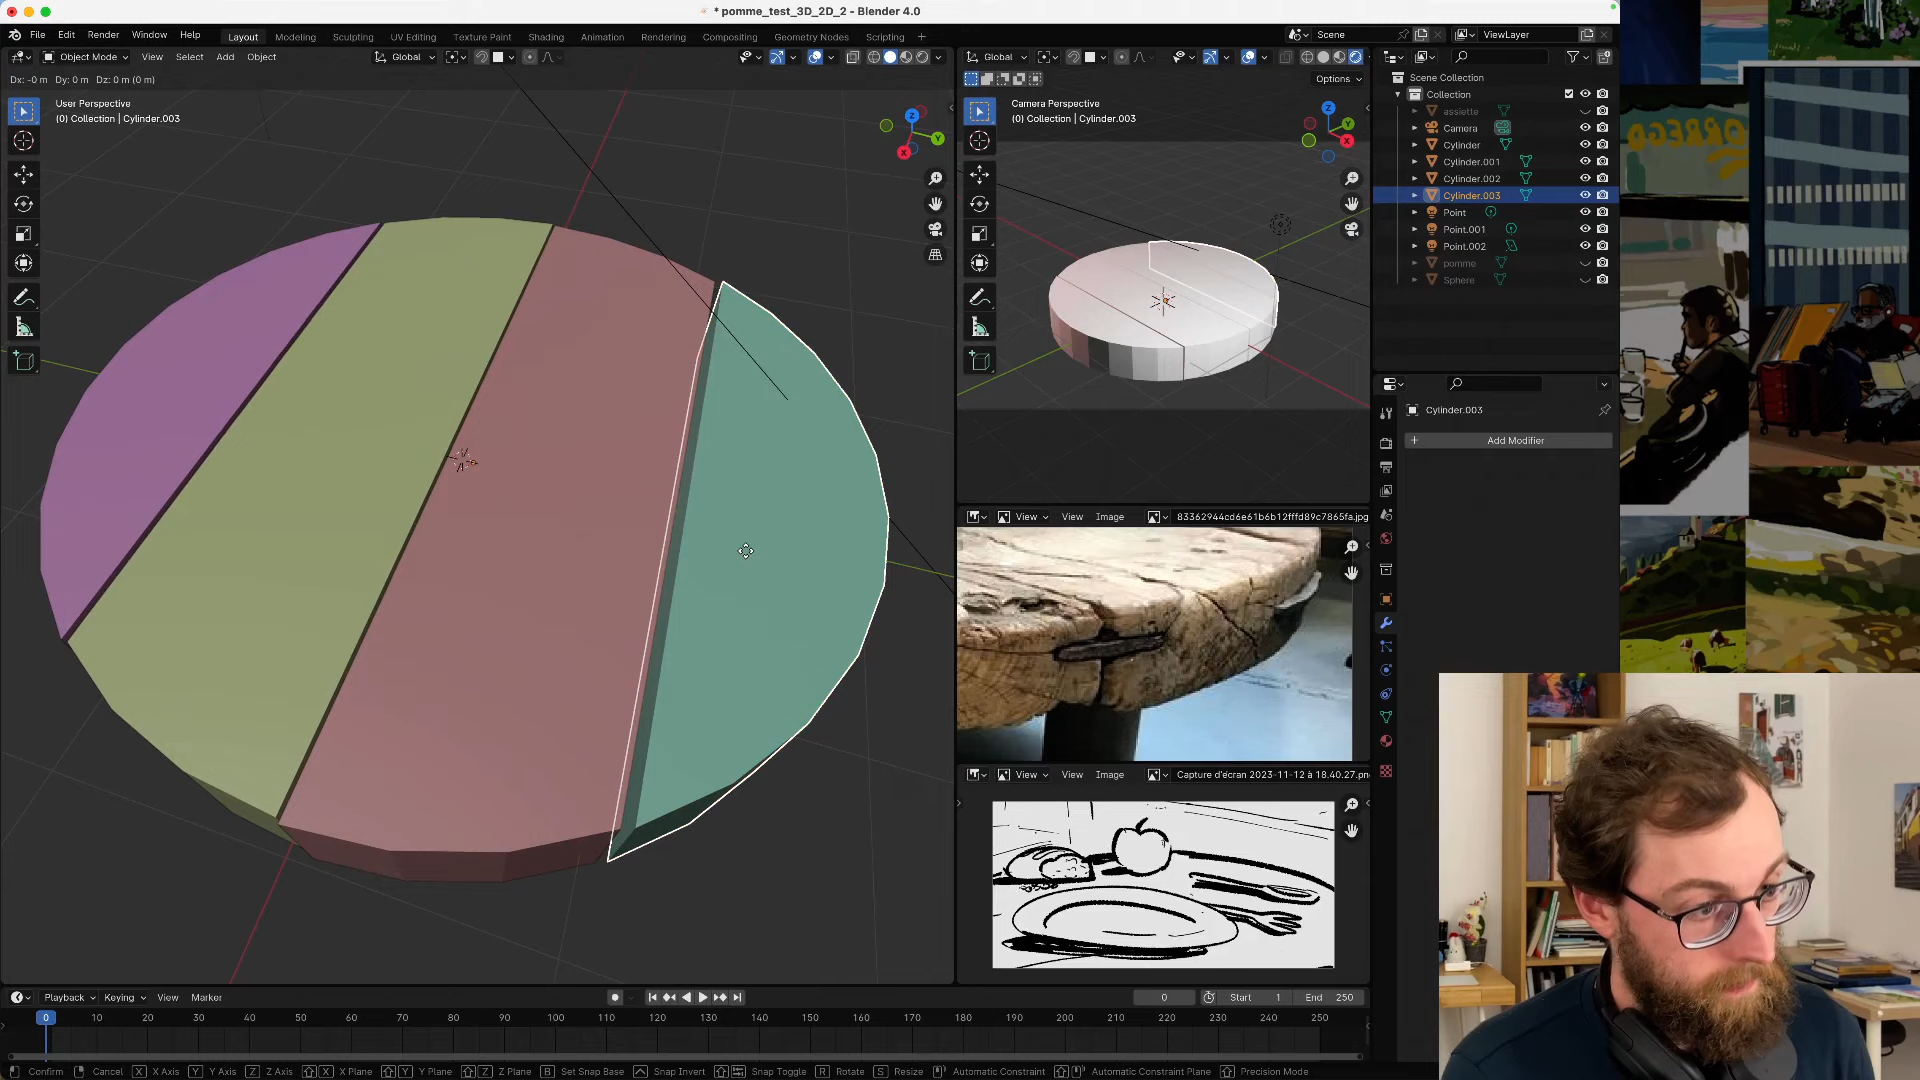 * pomme_test_3D_2D_2 - Blender 4.0
File Edit Render Window Help
Layout Modeling Sculpting UV Editing Texture Paint Shading Animation Rendering Compositing Geometry Nodes Scripting +
Scene
ViewLayer
Object Mode View Select Add Object
Global
Global
Dx: -0 m Dy: 0 m Dz: 0 m (0 m)
Options
User Perspective
(0) Collection | Cylinder.003
Camera Perspective
(0) Collection | Cylinder.003
Z
Y
X
Z
Y
X
Scene Collection
Collection
assiette
Camera
Cylinder
Cylinder.001
Cylinder.002
Cylinder.003
Point
Point.001
Point.002
pomme
Sphere
Cylinder.003
+ Add Modifier
View View Image 83362944cd6e61b6b12fffd89c7865fa.jpg
View View Image Capture d'écran 2023-11-12 à 18.40.27.pn
ORREGO
Playback Keying View Marker
0 Start 1 End 250
0 10 20 30 40 50 60 70 80 90 100 110 120 130 140 150 160 170 180 190 200 210 220 230 240 250
Confirm Cancel X X Axis Y Y Axis Z Z Axis X X Plane Y Y Plane Z Z Plane B Set Snap Base Snap Invert Snap Toggle R Rotate S Resize Automatic Constraint Automatic Constraint Plane Precision Mode